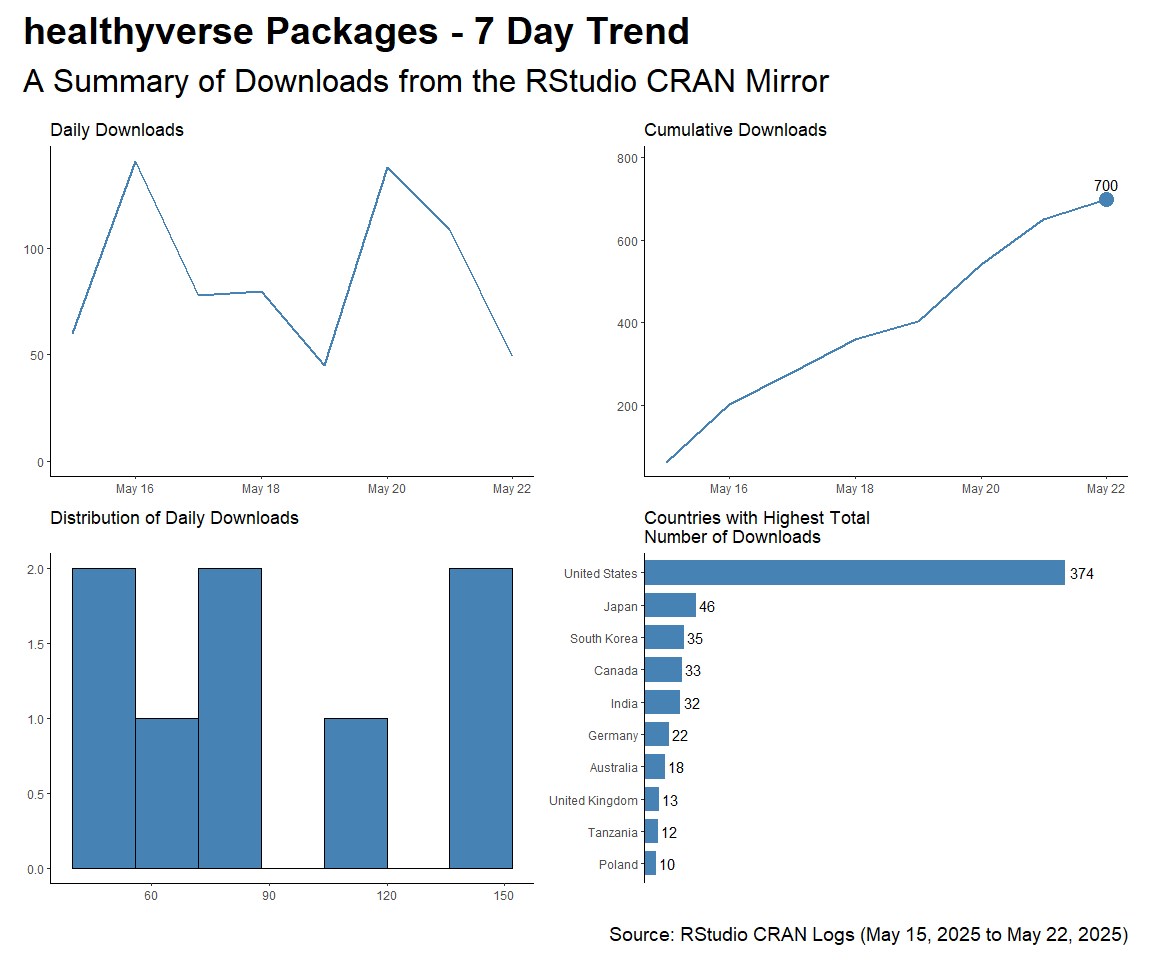 healthyverse Packages - 7 Day Trend
A Summary of Downloads from the RStudio CRAN Mirror
Daily Downloads
100
50
0
May 16
May 18
May 20
May 22
Cumulative Downloads
800
600
400
200
700
May 16
May 18
May 20
May 22
Distribution of Daily Downloads
2.0
1.5
1.0
0.5
0.0
60
90
120
150
Countries with Highest Total
Number of Downloads
United States 374
Japan 46
South Korea 35
Canada 33
India 32
Germany 22
Australia 18
United Kingdom 13
Tanzania 12
Poland 10
Source: RStudio CRAN Logs (May 15, 2025 to May 22, 2025)